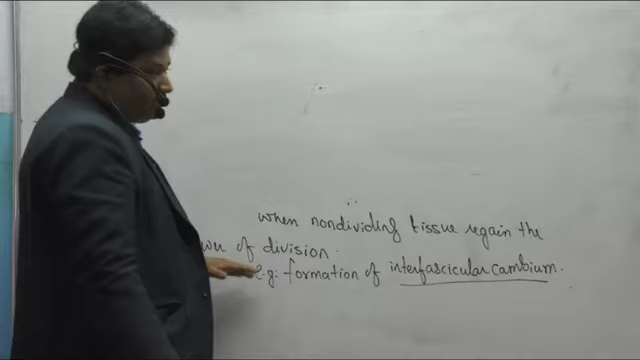 when nondividing tissue regain the
of division.
e.g: formation of interfascicular cambium.